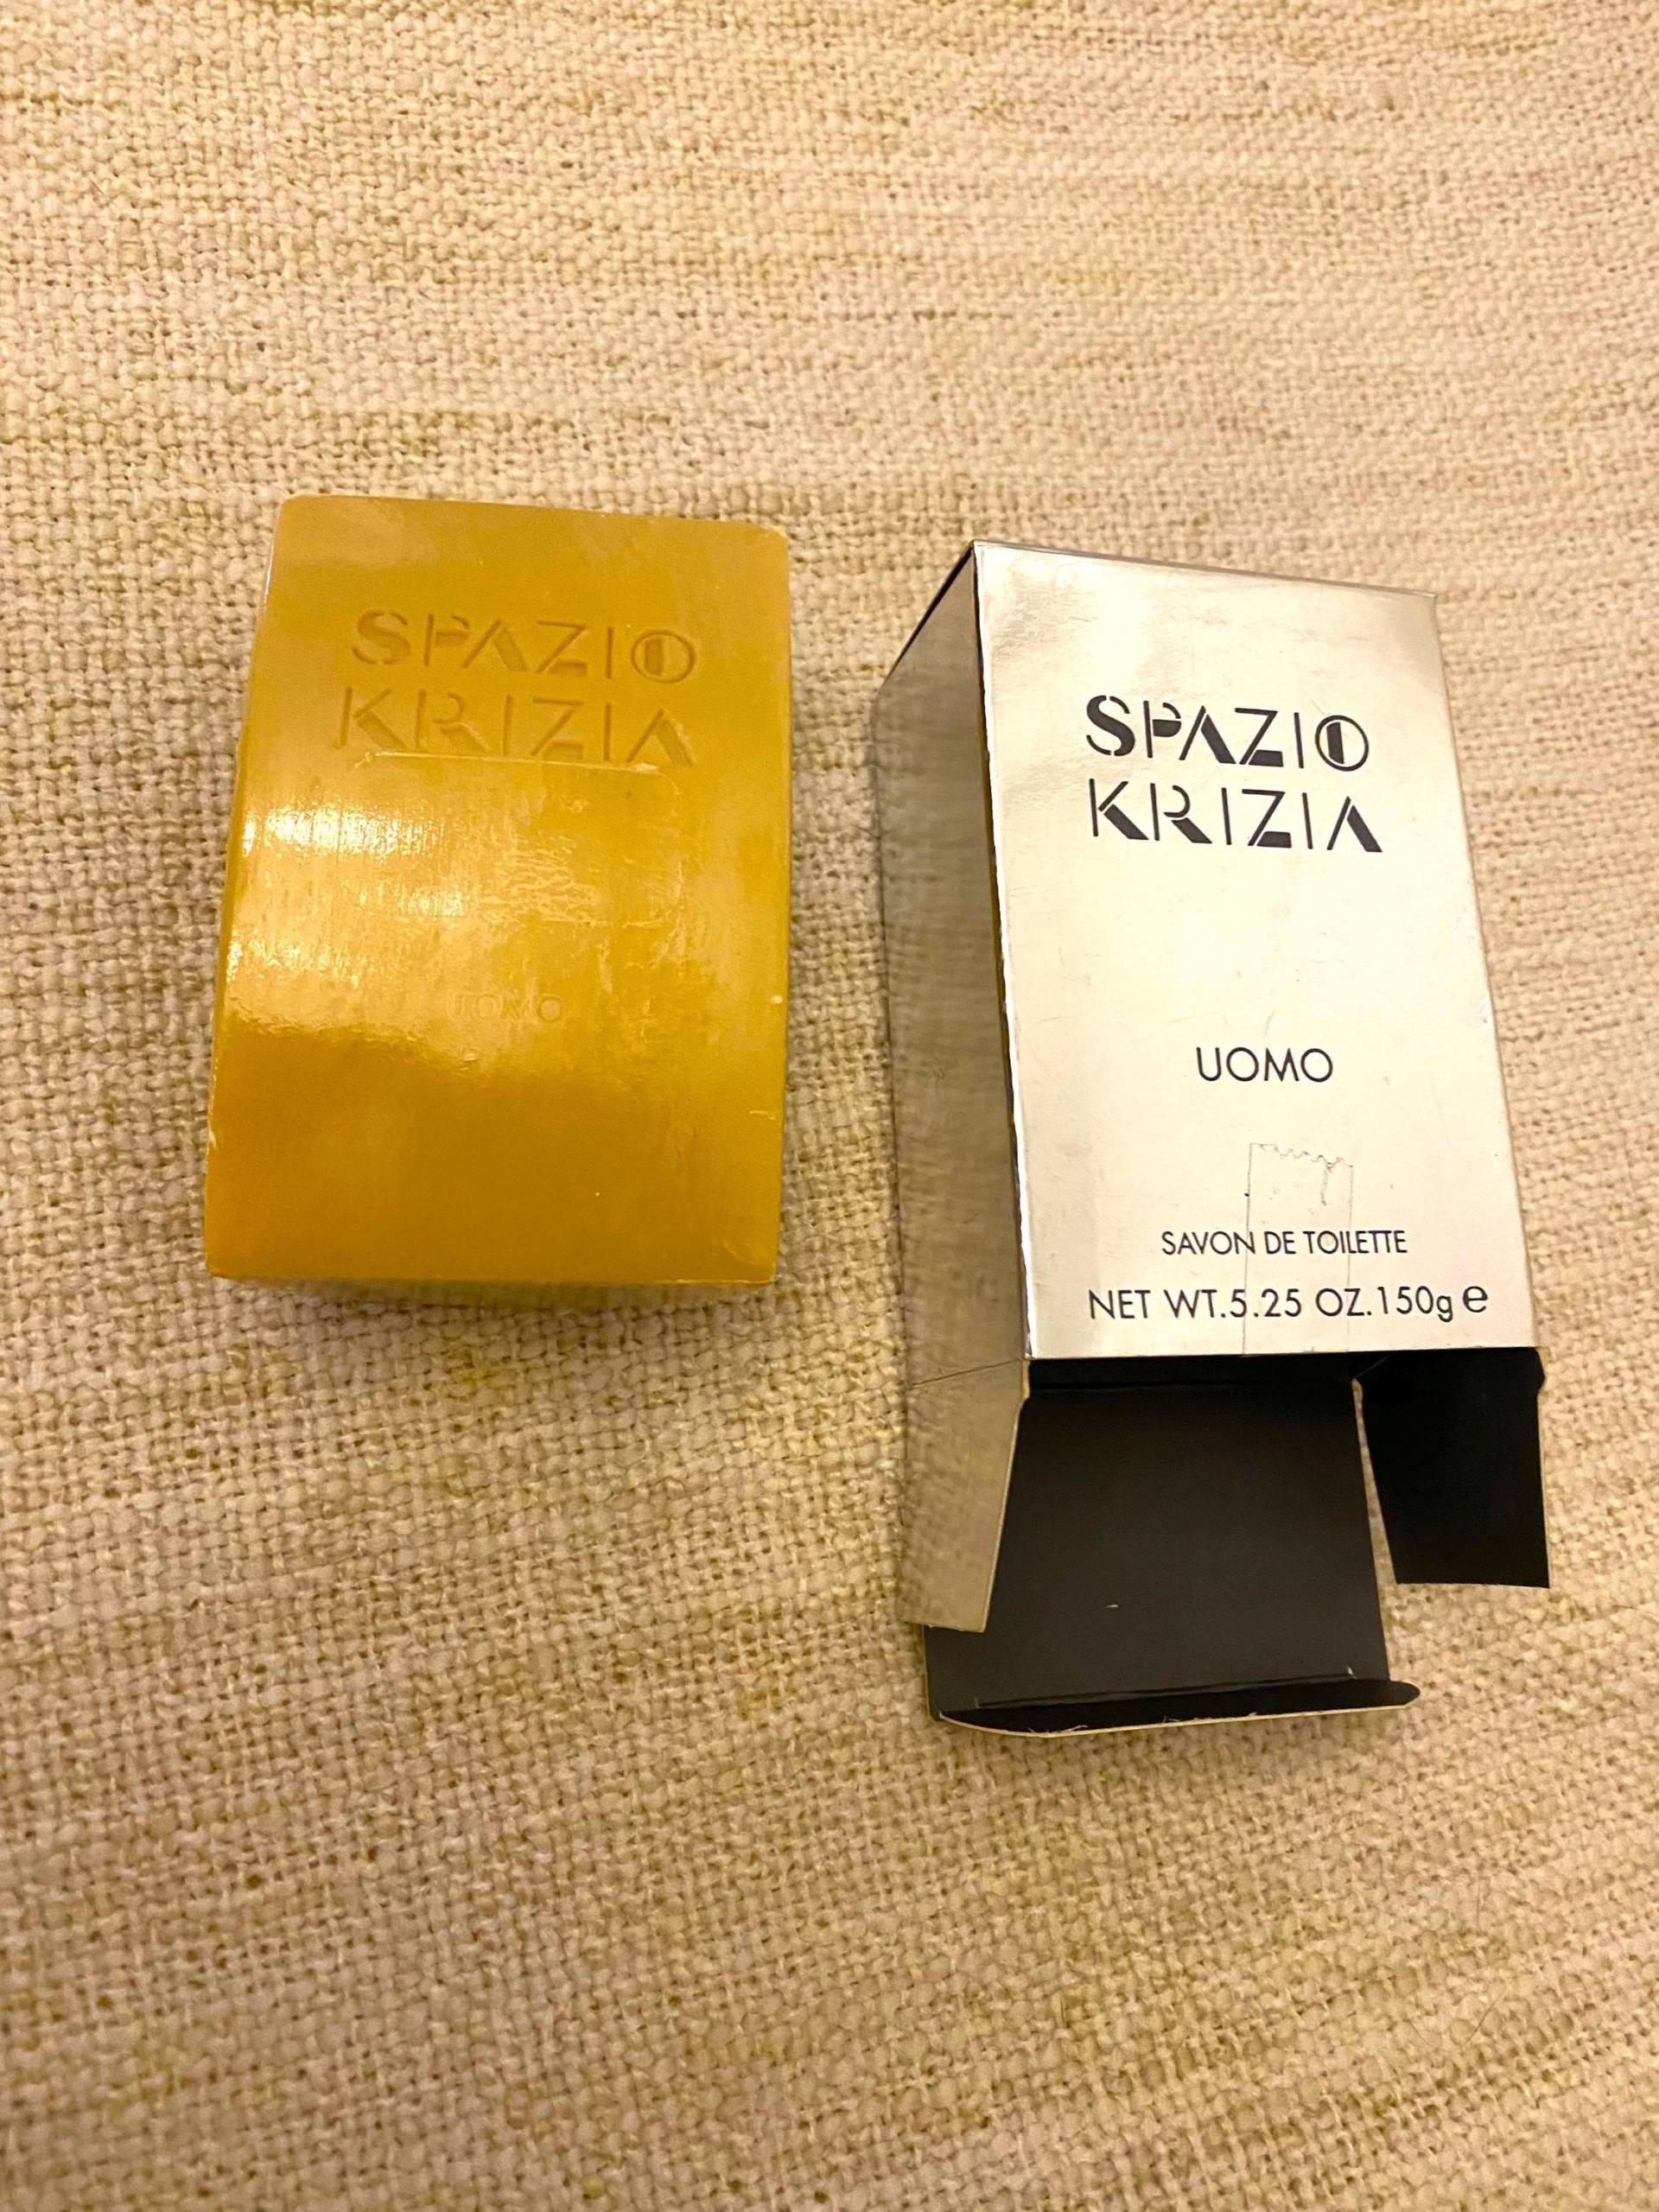 SPAZIO
KRIZIA
UOMO
SPAZIO
KRIZIA
UOMO
SAVON DE TOILETTE
NET WT.5.25 OZ.150g ℮